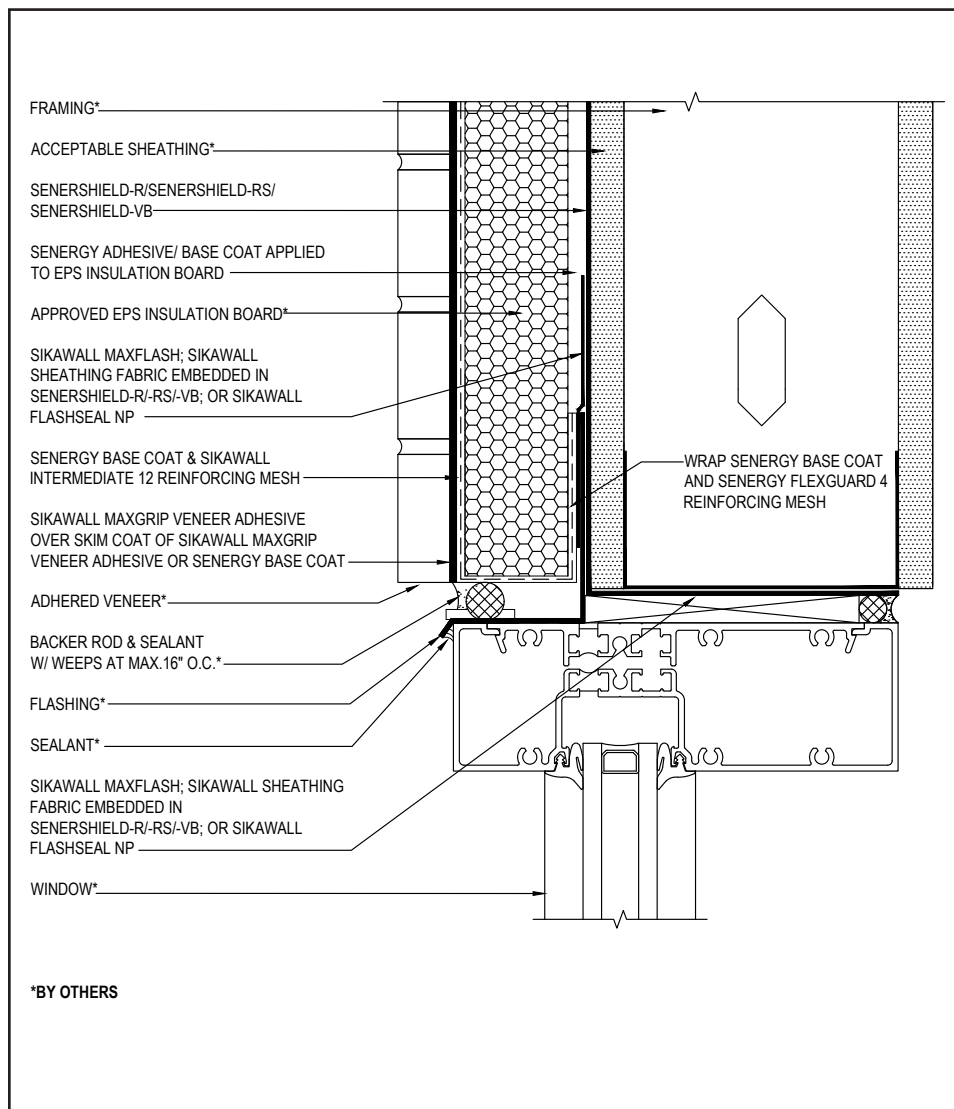 FRAMING*
ACCEPTABLE SHEATHING*
SENERSHIELD-R/SENERSHIELD-RS/
SENERSHIELD-VB
SENERGY ADHESIVE/ BASE COAT APPLIED
TO EPS INSULATION BOARD
APPROVED EPS INSULATION BOARD*
SIKAWALL MAXFLASH; SIKAWALL
SHEATHING FABRIC EMBEDDED IN
SENERSHIELD-R/-RS/-VB; OR SIKAWALL
FLASHSEAL NP
SENERGY BASE COAT & SIKAWALL
INTERMEDIATE 12 REINFORCING MESH
SIKAWALL MAXGRIP VENEER ADHESIVE
OVER SKIM COAT OF SIKAWALL MAXGRIP
VENEER ADHESIVE OR SENERGY BASE COAT
ADHERED VENEER*
BACKER ROD & SEALANT
W/ WEEPS AT MAX.16" O.C.*
FLASHING*
SEALANT*
SIKAWALL MAXFLASH; SIKAWALL SHEATHING
FABRIC EMBEDDED IN
SENERSHIELD-R/-RS/-VB; OR SIKAWALL
FLASHSEAL NP
WINDOW*
WRAP SENERGY BASE COAT
AND SENERGY FLEXGUARD 4
REINFORCING MESH
*BY OTHERS